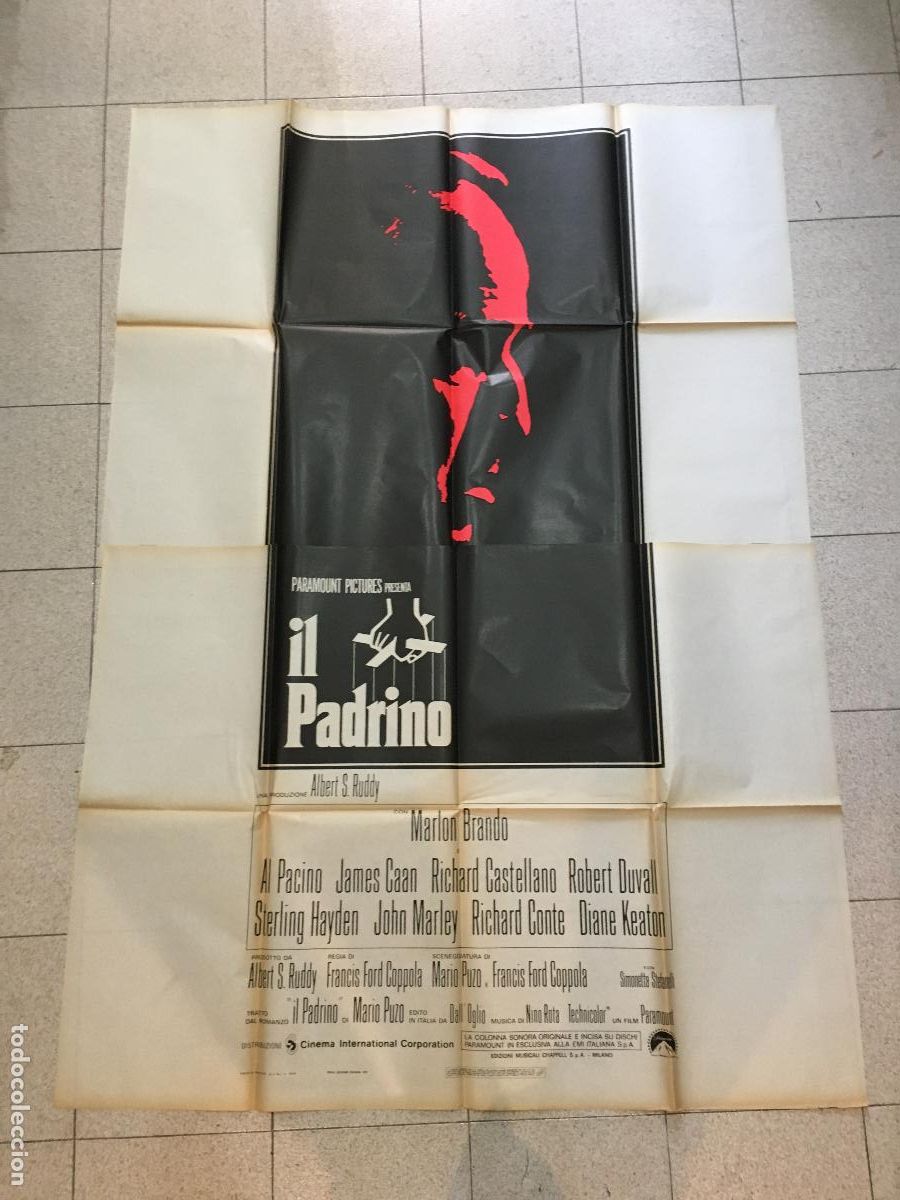 PARAMOUNT PICTURES PRESENTA
il
Padrino
UNA PRODUZIONE Albert S. Ruddy
CON Marlon Brando
Al Pacino James Caan Richard Castellano Robert Duvall
Sterling Hayden John Marley Richard Conte Diane Keaton
PRODOTTO DA REGIA DI SCENEGGIATURA DI E CON
Albert S. Ruddy Francis Ford Coppola Mario Puzo e Francis Ford Coppola Simonetta Stefanelli
TRATTO DAL ROMANZO "il Padrino" DI Mario Puzo EDITO IN ITALIA DA Dall'Oglio MUSICA DI Nino Rota Technicolor® UN FILM Paramount
DISTRIBUZIONE Cinema International Corporation
LA COLONNA SONORA ORIGINALE E INCISA SU DISCHI
PARAMOUNT IN ESCLUSIVA ALLA EMI ITALIANA S.p.A.
EDIZIONI MUSICALI CHAPPELL S.p.A. - MILANO
Paramount
todocoleccion